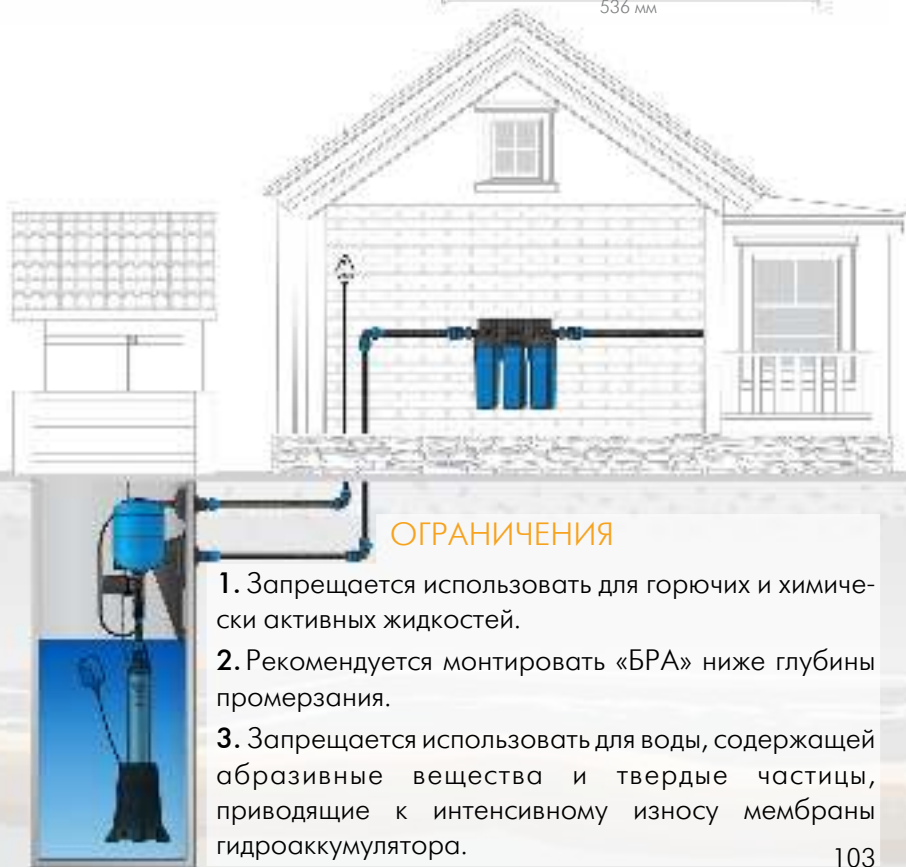 536 мм
ОГРАНИЧЕНИЯ
1. Запрещается использовать для горючих и химиче-
ски активных жидкостей.
2. Рекомендуется монтировать «БРА» ниже глубины
промерзания.
3. Запрещается использовать для воды, содержащей
абразивные вещества и твердые частицы,
приводящие к интенсивному износу мембраны
гидроаккумулятора.
103